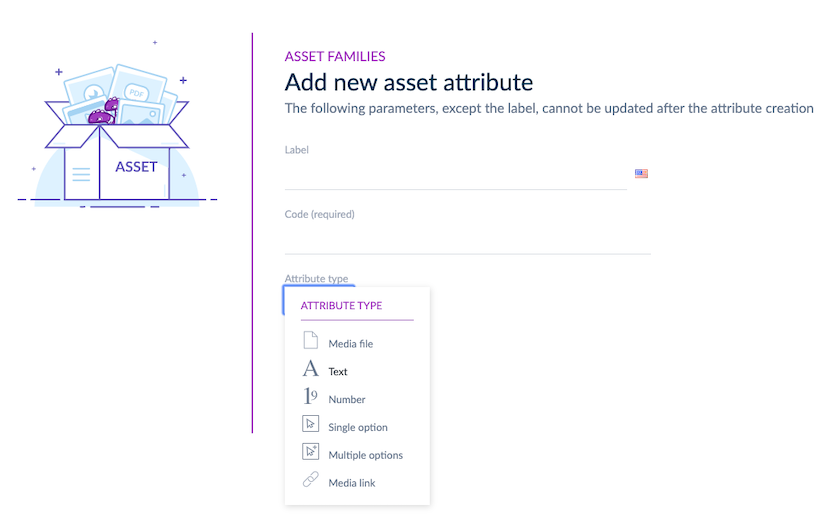 ASSET FAMILIES
Add new asset attribute
The following parameters, except the label, cannot be updated after the attribute creation
PDF
ASSET
Label
Code (required)
Attribute type
ATTRIBUTE TYPE
Media file
A Text
19 Number
Single option
Multiple options
Media link